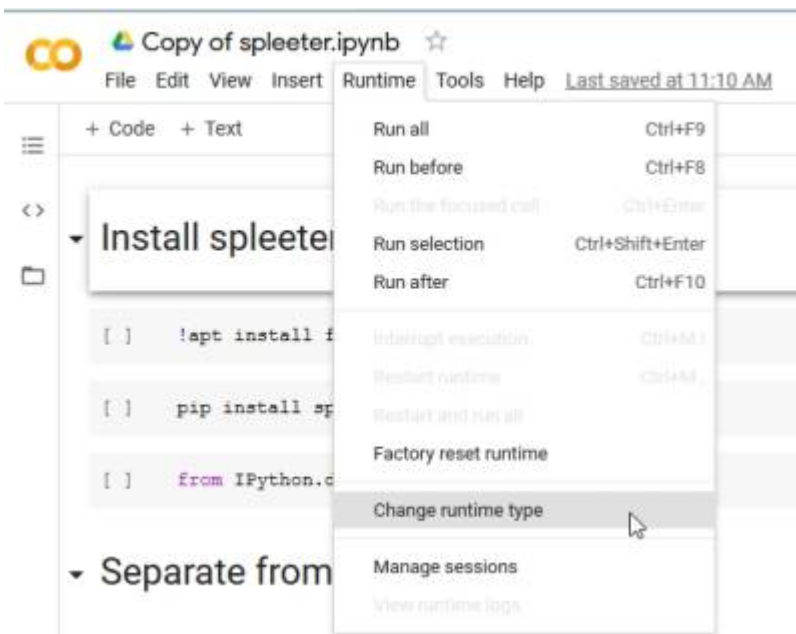 Copy of spleeter.ipynb
File Edit View Insert Runtime Tools Help Last saved at 11:10 AM
+ Code + Text
Run all Ctrl+F9
Run before Ctrl+F8
Run the focused cell Ctrl+Enter
Install spleeter
Run selection Ctrl+Shift+Enter
Run after Ctrl+F10
[ ] !apt install f
Interrupt execution Ctrl+M I
Restart runtime Ctrl+M .
[ ] pip install sp
Restart and run all
Factory reset runtime
[ ] from IPython.d
Change runtime type
Separate from
Manage sessions
View runtime logs